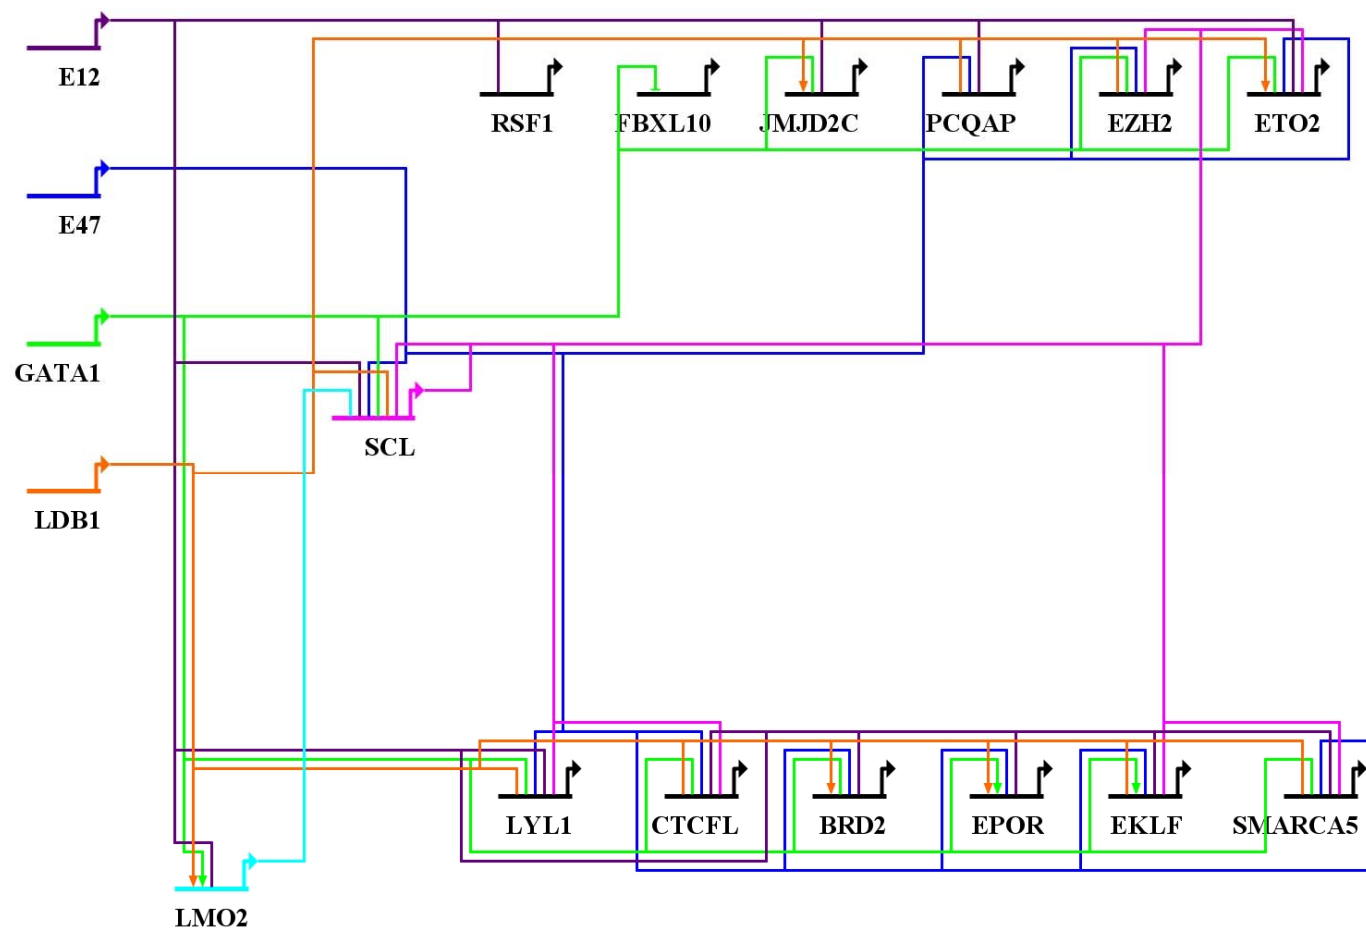 E12
RSF1
FBXL10
JMJD2C
PCQAP
EZH2
ETO2
E47
GATA1
SCL
LDB1
LYL1
CTCFL
BRD2
EPOR
EKLF
SMARCA5
LMO2